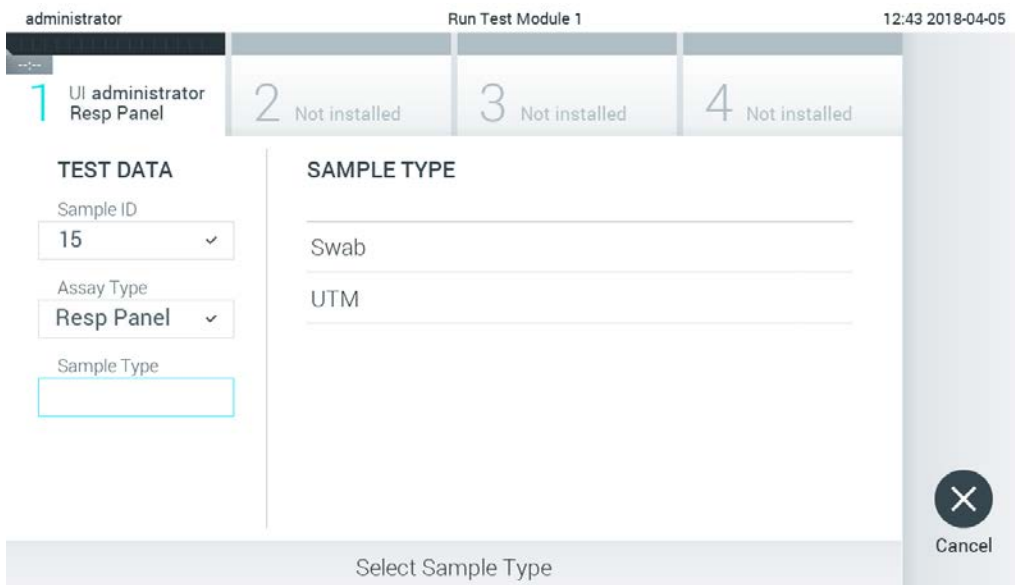 administrator
Run Test Module 1
12:43 2018-04-05
--:--
1 UI administrator
Resp Panel
2 Not installed
3 Not installed
4 Not installed
TEST DATA
Sample ID
15
Assay Type
Resp Panel
Sample Type
SAMPLE TYPE
Swab
UTM
Cancel
Select Sample Type